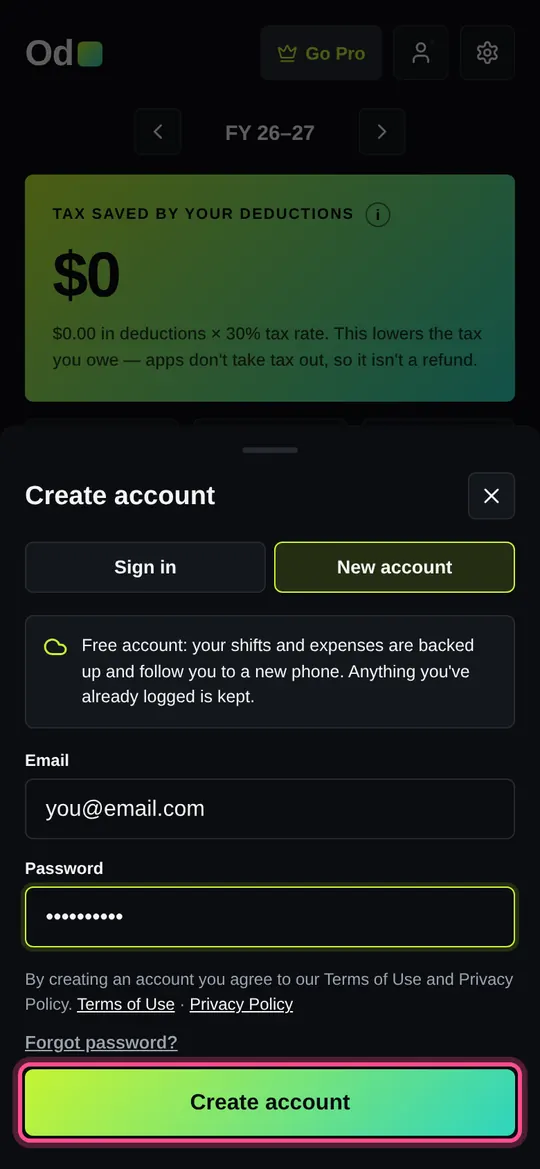 Od
Go Pro
FY 26–27
TAX SAVED BY YOUR DEDUCTIONS i
$0
$0.00 in deductions × 30% tax rate. This lowers the tax
you owe — apps don't take tax out, so it isn't a refund.
Create account
Sign in
New account
Free account: your shifts and expenses are backed
up and follow you to a new phone. Anything you've
already logged is kept.
Email
you@email.com
Password
••••••••••
By creating an account you agree to our Terms of Use and Privacy
Policy. Terms of Use · Privacy Policy
Forgot password?
Create account